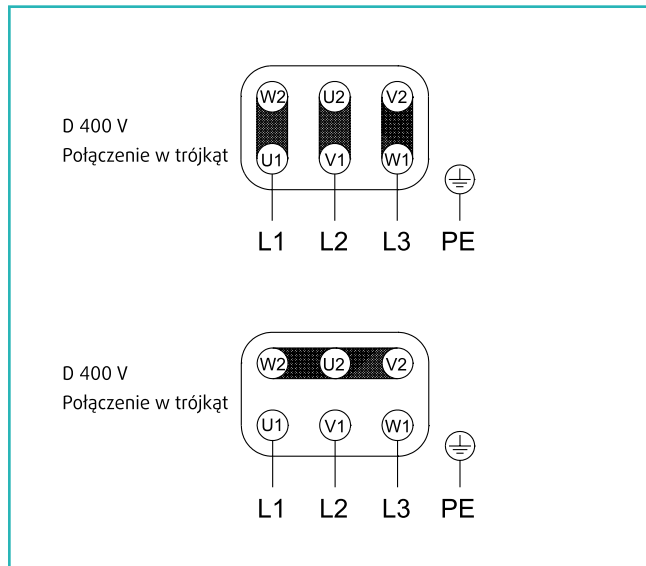 W2 U2 V2
D 400 V
Połączenie w trójkąt
U1 V1 W1
L1 L2 L3 PE
W2 U2 V2
D 400 V
Połączenie w trójkąt
U1 V1 W1
L1 L2 L3 PE